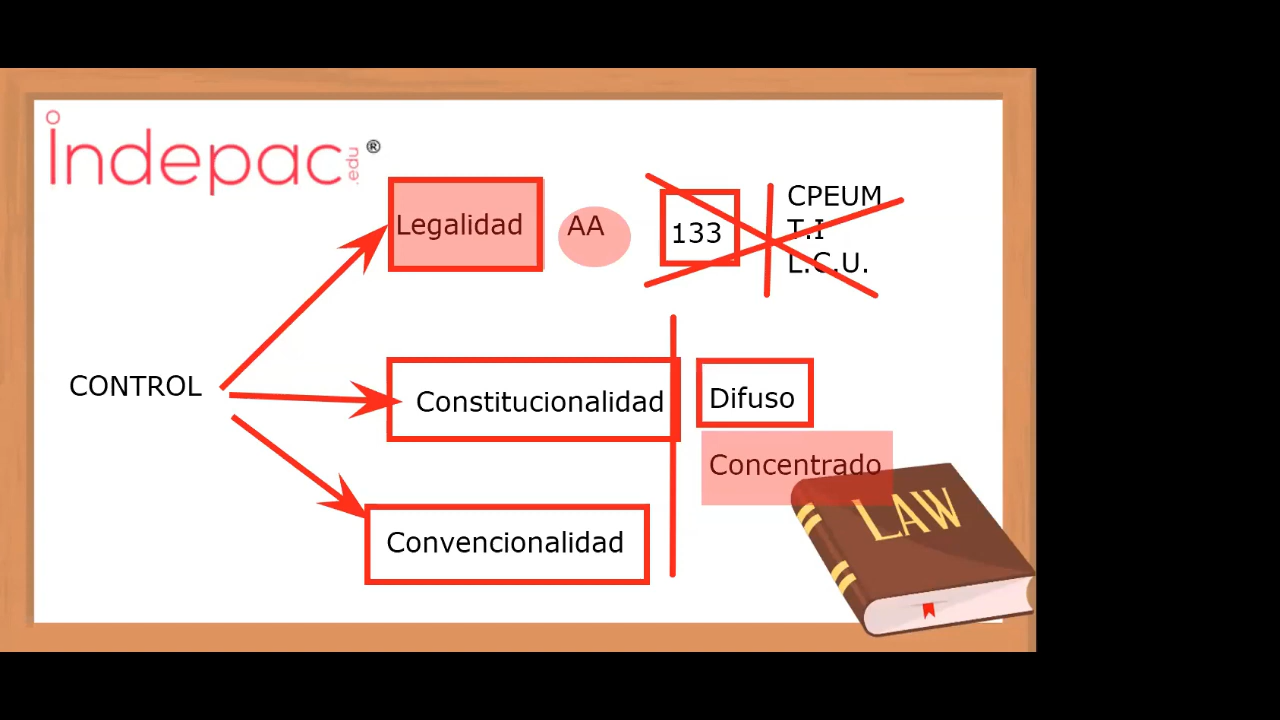 indepac.edu®
Legalidad AA 133 CPEUM
T.I
L.C.U.
CONTROL
Constitucionalidad Difuso
Concentrado
Convencionalidad
LAW